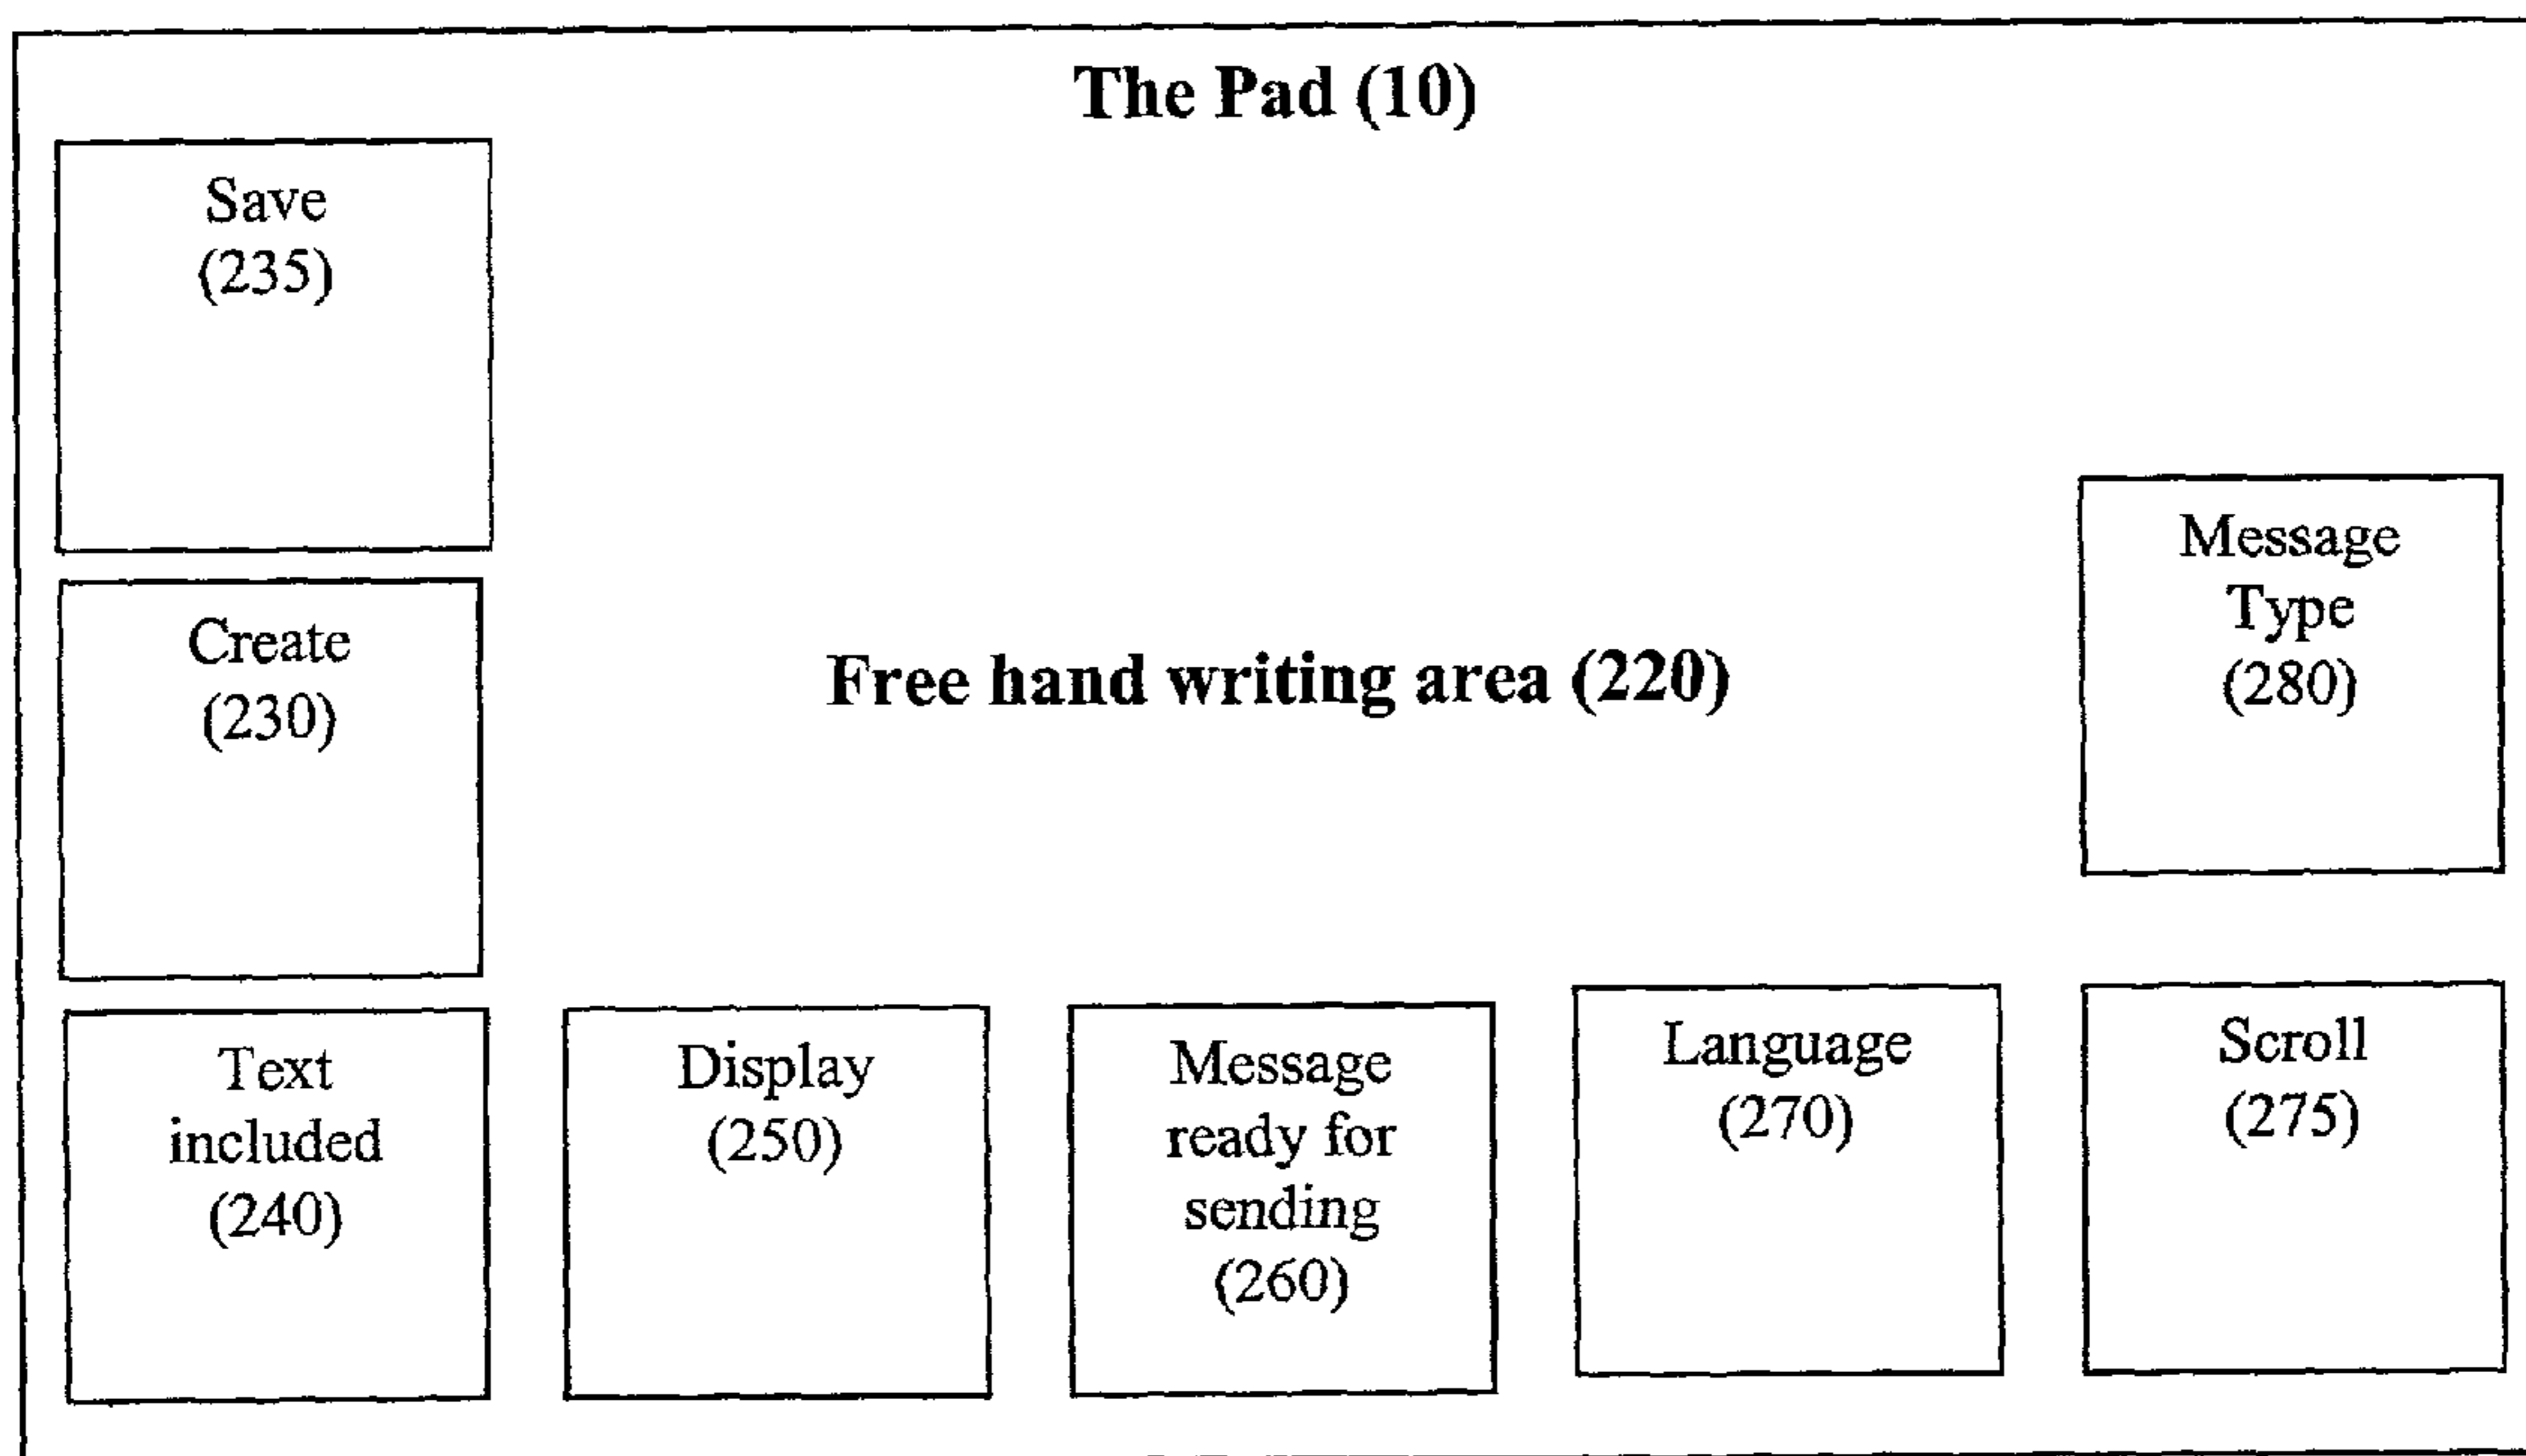 The Pad (10)
Save
(235)
Create
(230)
Free hand writing area (220)
Message
Type
(280)
Text
included
(240)
Display
(250)
Message
ready for
sending
(260)
Language
(270)
Scroll
(275)